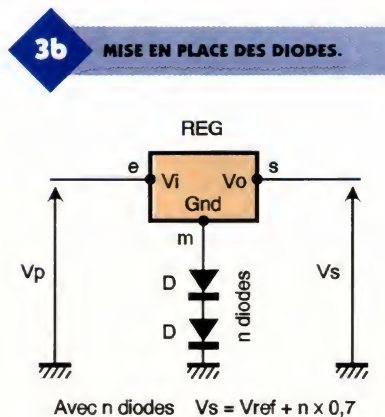 3b MISE EN PLACE DES DIODES.
REG
e s
Vi Vo
Gnd
m
Vp
D
n diodes
Vs
D
Avec n diodes Vs = Vref + n x 0,7